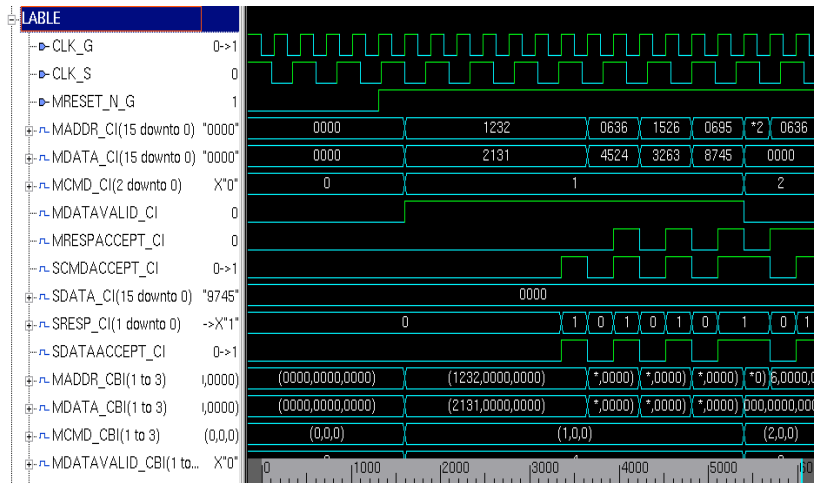 LABLE
CLK_G 0->1
CLK_S 0
MRESET_N_G 1
MADDR_CI(15 downto 0) "0000" 0000 1232 0636 1526 0695 *2 0636
MDATA_CI(15 downto 0) "0000" 0000 2131 4524 3263 8745 0000
MCMD_CI(2 downto 0) X"0" 0 1 2
MDATAVALID_CI 0
MRESPACCEPT_CI 0
SCMDACCEPT_CI 0->1
SDATA_CI(15 downto 0) "9745" 0000
SRESP_CI(1 downto 0) ->X"1" 0 1 0 1 0 1 0 1 0 1
SDATAACCEPT_CI 0->1
MADDR_CBI(1 to 3) ,0000) (0000,0000,0000) (1232,0000,0000) *,0000) *,0000) *,0000) *0) 6,0000,0
MDATA_CBI(1 to 3) ,0000) (0000,0000,0000) (2131,0000,0000) *,0000) *,0000) *,0000) 000,0000,000
MCMD_CBI(1 to 3) (0,0,0) (0,0,0) (1,0,0) (2,0,0)
MDATAVALID_CBI(1 to... X"0"
0 1000 2000 3000 4000 5000